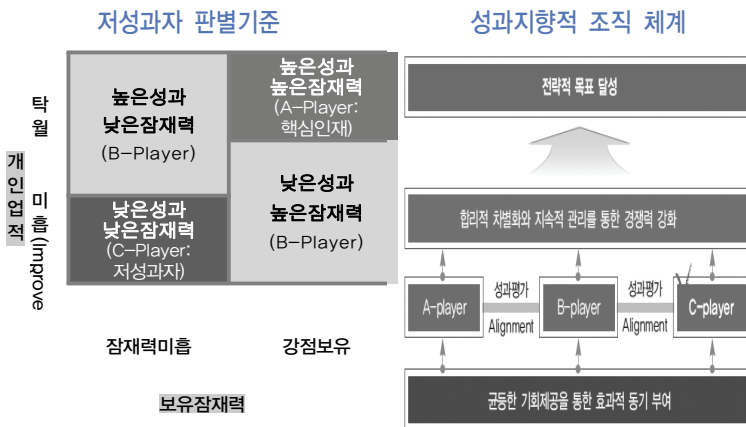 저성과자 판별기준
높은성과
낮은잠재력
(B-Player)
높은성과
높은잠재력
(A-Player:
핵심인재)
낮은성과
낮은잠재력
(C-Player:
저성과자)
낮은성과
높은잠재력
(B-Player)
탁월
미흡(Improve
개인업적
잠재력미흡
강점보유
보유잠재력
성과지향적 조직 체계
전략적 목표 달성
합리적 차별화와 지속적 관리를 통한 경쟁력 강화
A-player
성과평가
Alignment
B-player
성과평가
Alignment
C-player
균등한 기회제공을 통한 효과적 동기 부여